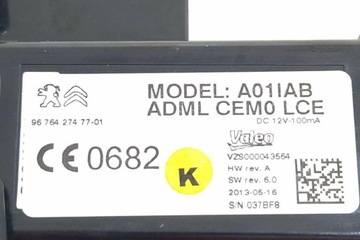 MODEL: A01IAB
ADML CEM0 LCE
96 764 274 77-01
DC 12V-100mA
CE 0682
K
Valeo
VZS000043564
HW rev. A
SW rev. 6.0
2013-05-16
S/N 037BF8